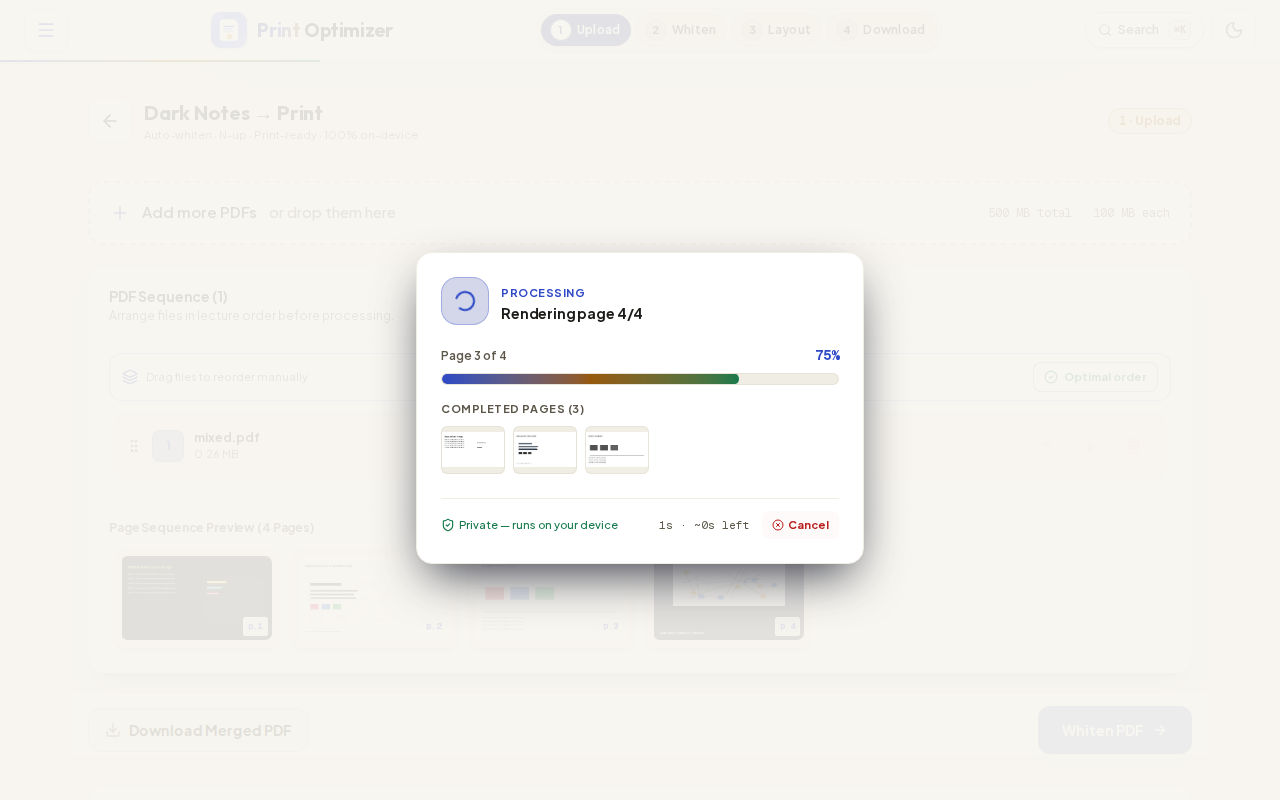 Print Optimizer
1 Upload
2 Whiten
3 Layout
4 Download
Search ⌘K
Dark Notes → Print
Auto-whiten · N-up · Print-ready · 100% on-device
1 · Upload
Add more PDFs or drop them here
500 MB total 100 MB each
PDF Sequence (1)
Arrange files in lecture order before processing.
Drag files to reorder manually
Optimal order
1
mixed.pdf
0.26 MB
PROCESSING
Rendering page 4/4
Page 3 of 4
75%
COMPLETED PAGES (3)
Private — runs on your device
1s · ~0s left
Cancel
Page Sequence Preview (4 Pages)
p.1
p.2
p.3
p.4
Download Merged PDF
Whiten PDF